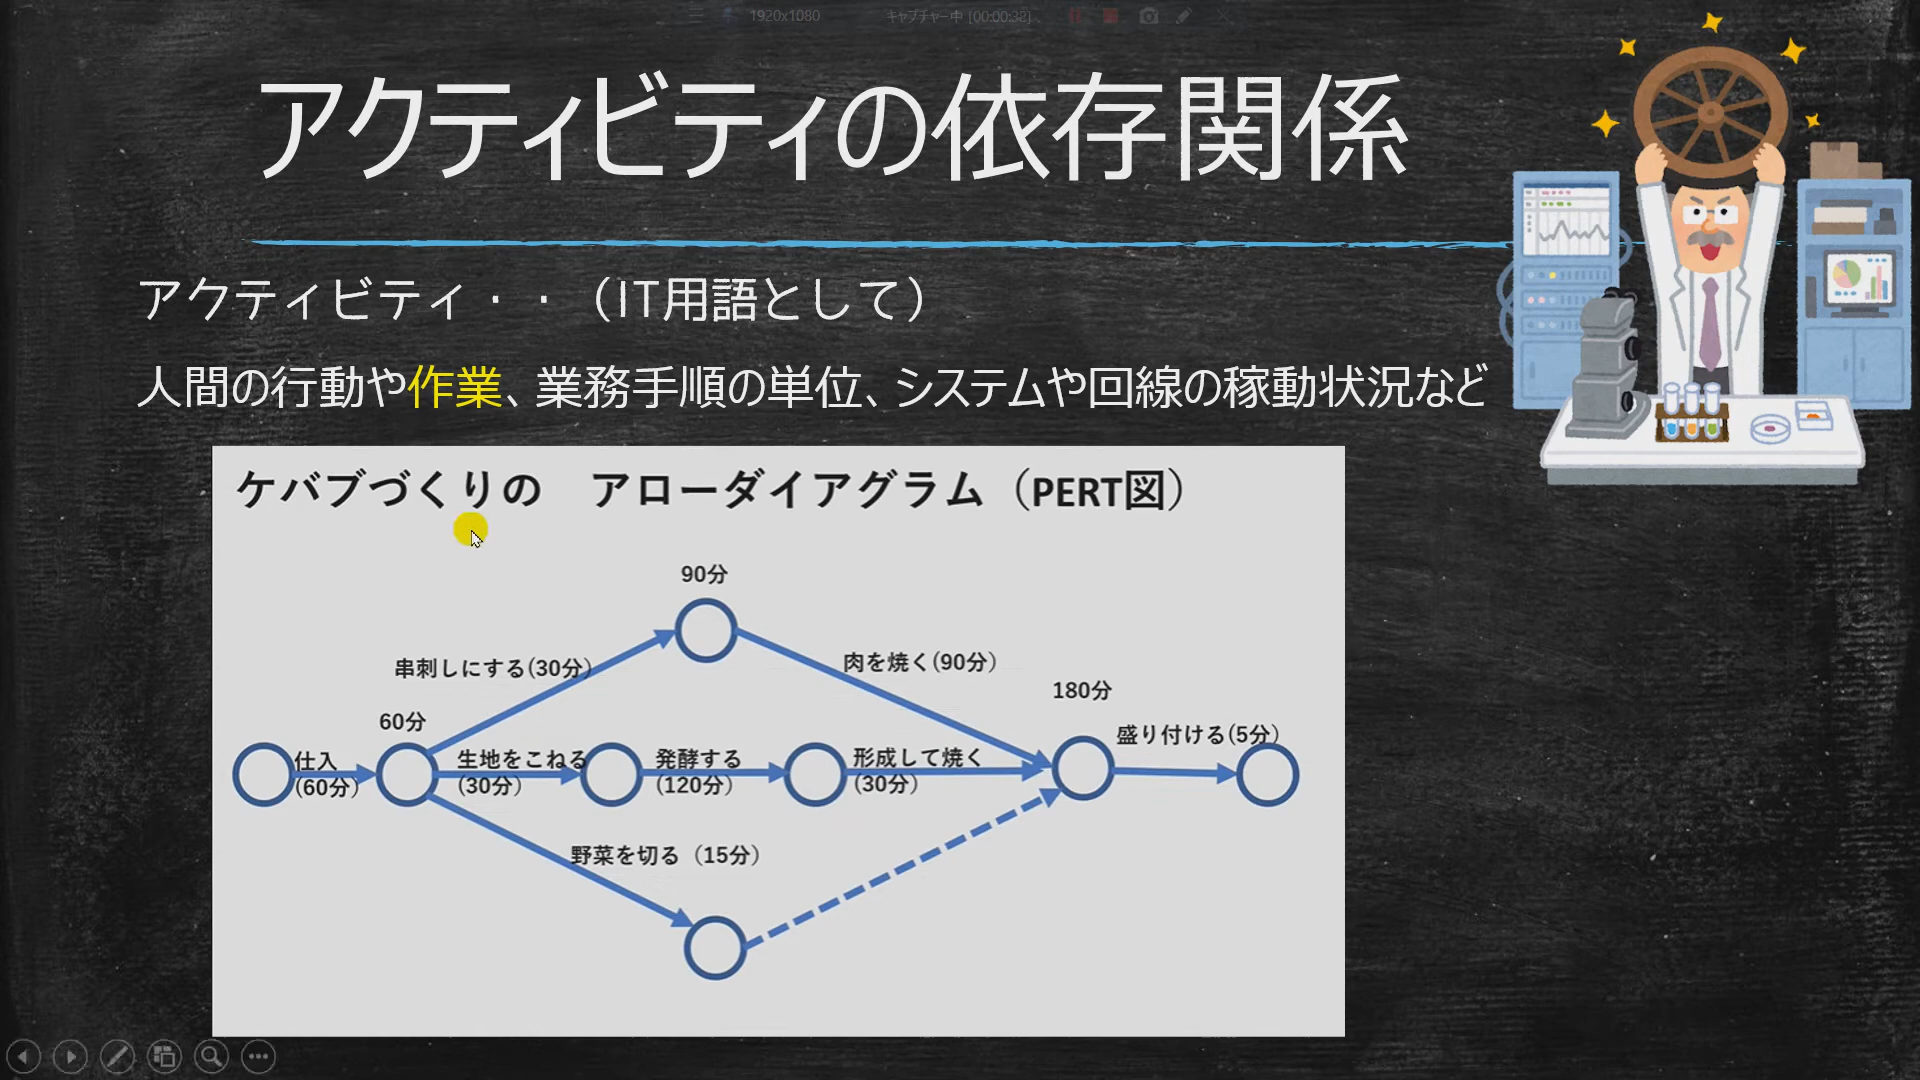 1920x1080 キャプチャー中 [00:00:32]
アクティビティの依存関係
アクティビティ・・（IT用語として）
人間の行動や作業、業務手順の単位、システムや回線の稼動状況など
ケバブづくりの　アローダイアグラム（PERT図）
90分
串刺しにする(30分)
肉を焼く(90分)
180分
60分
盛り付ける(5分)
仕入
(60分)
生地をこねる
(30分)
発酵する
(120分)
形成して焼く
(30分)
野菜を切る（15分）